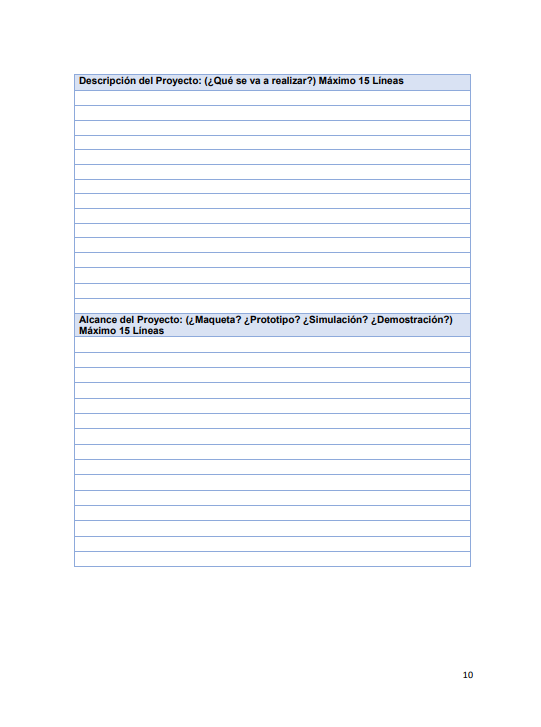 Descripción del Proyecto: (¿Qué se va a realizar?) Máximo 15 Líneas
Alcance del Proyecto: (¿Maqueta? ¿Prototipo? ¿Simulación? ¿Demostración?)
Máximo 15 Líneas
10